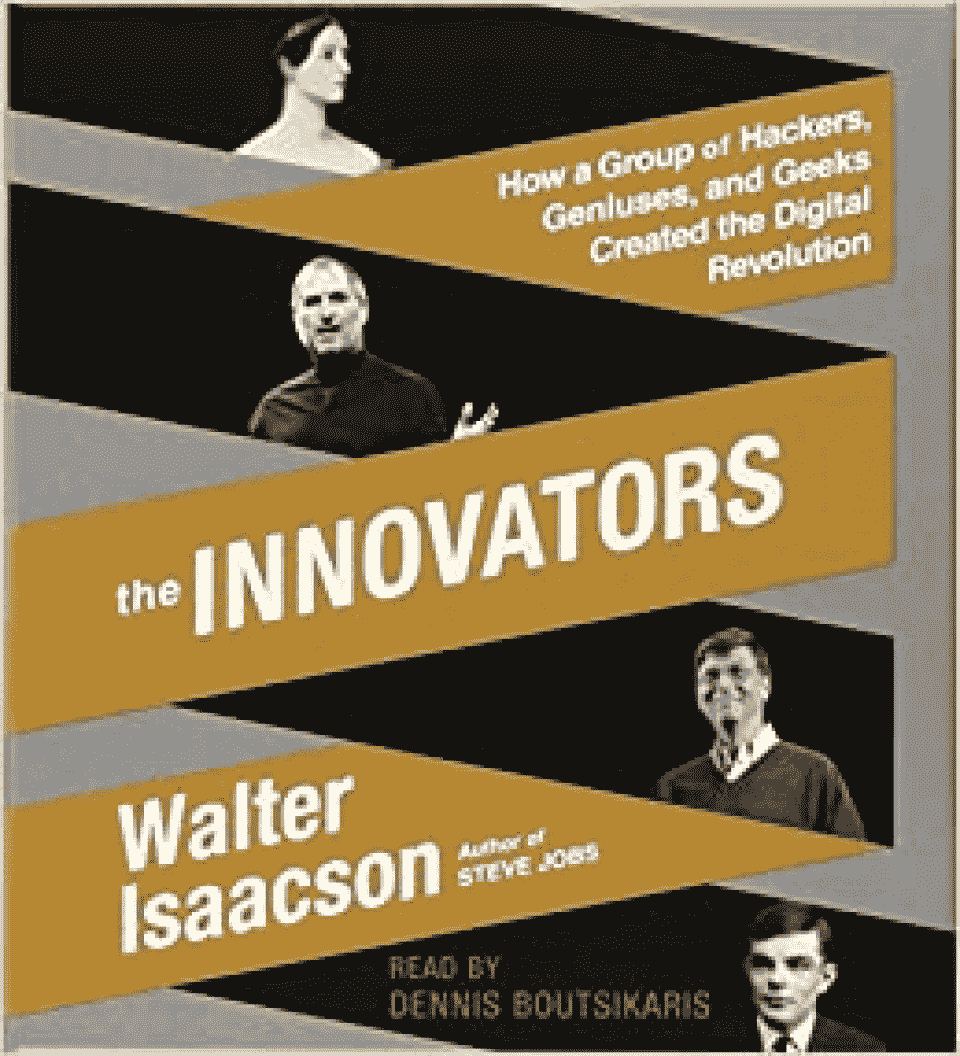 How a Group of Hackers,
Geniuses, and Geeks
Created the Digital
Revolution
the INNOVATORS
Walter
Isaacson
Author of
STEVE JOBS
READ BY
DENNIS BOUTSIKARIS